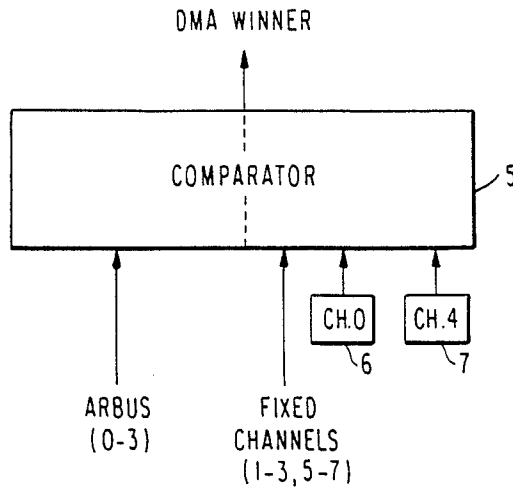 DMA WINNER
COMPARATOR
5
CH.0
CH.4
6
7
ARBUS
(0-3)
FIXED
CHANNELS
(1-3,5-7)